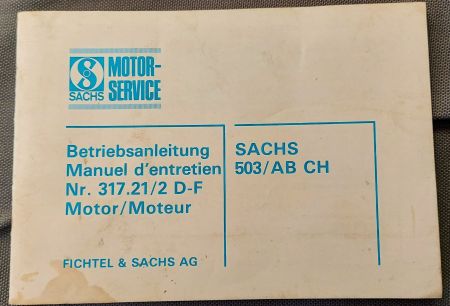 SACHS
MOTOR-
SERVICE
Betriebsanleitung
Manuel d'entretien
Nr. 317.21/2 D-F
Motor/Moteur
SACHS
503/AB CH
FICHTEL & SACHS AG